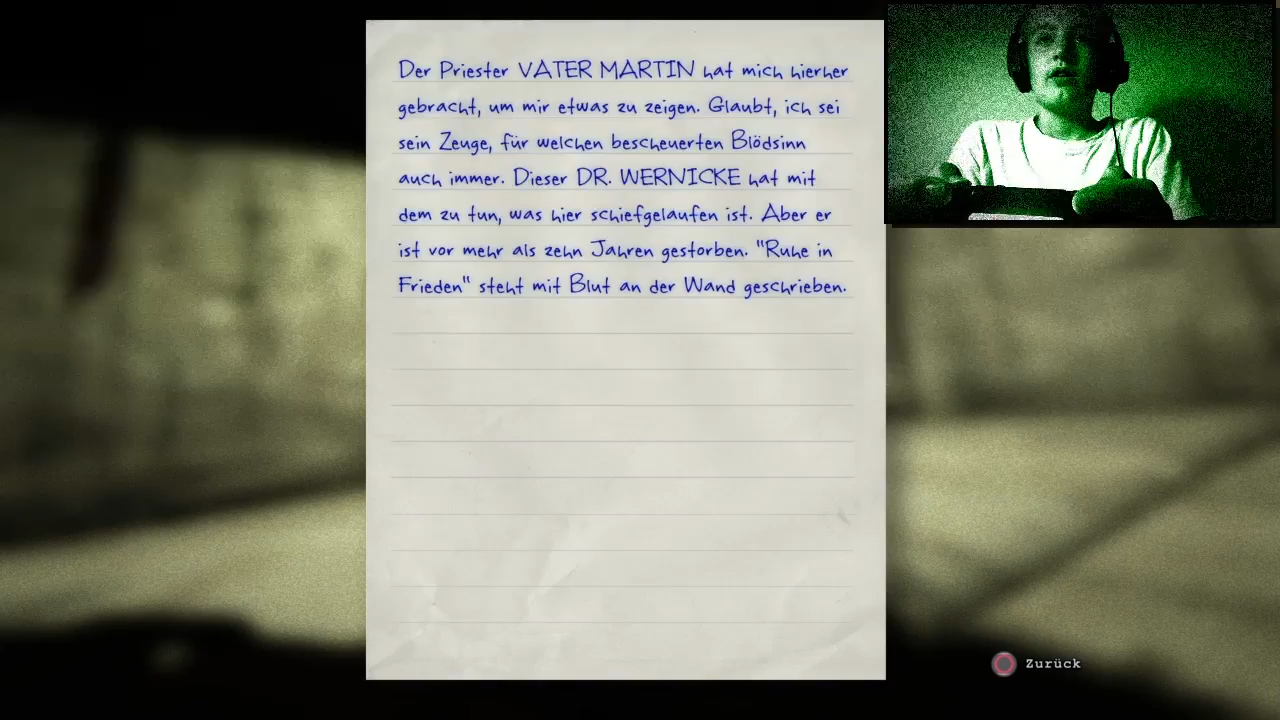 Der Priester VATER MARTIN hat mich hierher
gebracht, um mir etwas zu zeigen. Glaubt, ich sei
sein Zeuge, für welchen bescheuerten Blödsinn
auch immer. Dieser DR. WERNICKE hat mit
dem zu tun, was hier schiefgelaufen ist. Aber er
ist vor mehr als zehn Jahren gestorben. "Ruhe in
Frieden" steht mit Blut an der Wand geschrieben.
Zurück